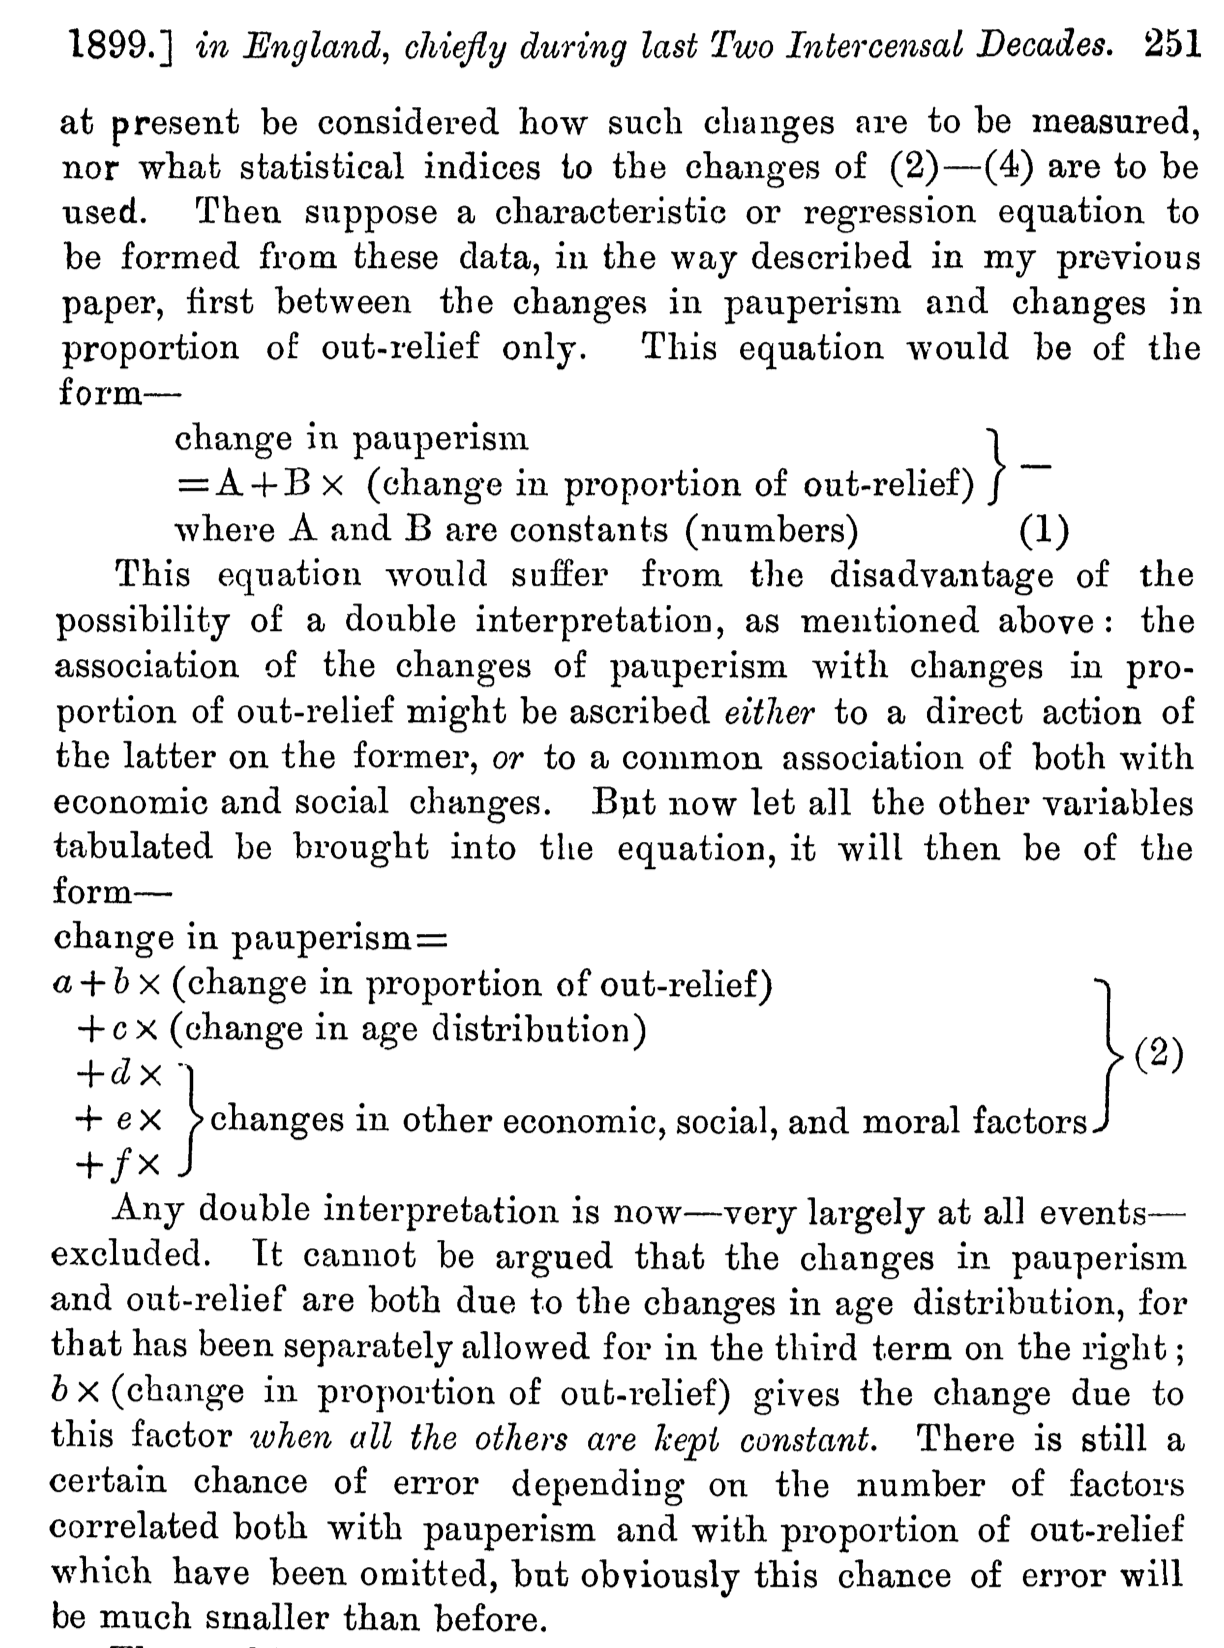 1899.] in England, chiefly during last Two Intercensal Decades. 251
at present be considered how such changes are to be measured,
nor what statistical indices to the changes of (2)—(4) are to be
used. Then suppose a characteristic or regression equation to
be formed from these data, in the way described in my previous
paper, first between the changes in pauperism and changes in
proportion of out-relief only. This equation would be of the
form—
change in pauperism
=A+B× (change in proportion of out-relief) } —
where A and B are constants (numbers) (1)
This equation would suffer from the disadvantage of the
possibility of a double interpretation, as mentioned above: the
association of the changes of pauperism with changes in pro-
portion of out-relief might be ascribed either to a direct action of
the latter on the former, or to a common association of both with
economic and social changes. But now let all the other variables
tabulated be brought into the equation, it will then be of the
form—
change in pauperism=
a+b×(change in proportion of out-relief)
+c×(change in age distribution)
+d×
+e× } changes in other economic, social, and moral factors } (2)
+f×
Any double interpretation is now—very largely at all events—
excluded. It cannot be argued that the changes in pauperism
and out-relief are both due to the changes in age distribution, for
that has been separately allowed for in the third term on the right;
b×(change in proportion of out-relief) gives the change due to
this factor when all the others are kept constant. There is still a
certain chance of error depending on the number of factors
correlated both with pauperism and with proportion of out-relief
which have been omitted, but obviously this chance of error will
be much smaller than before.